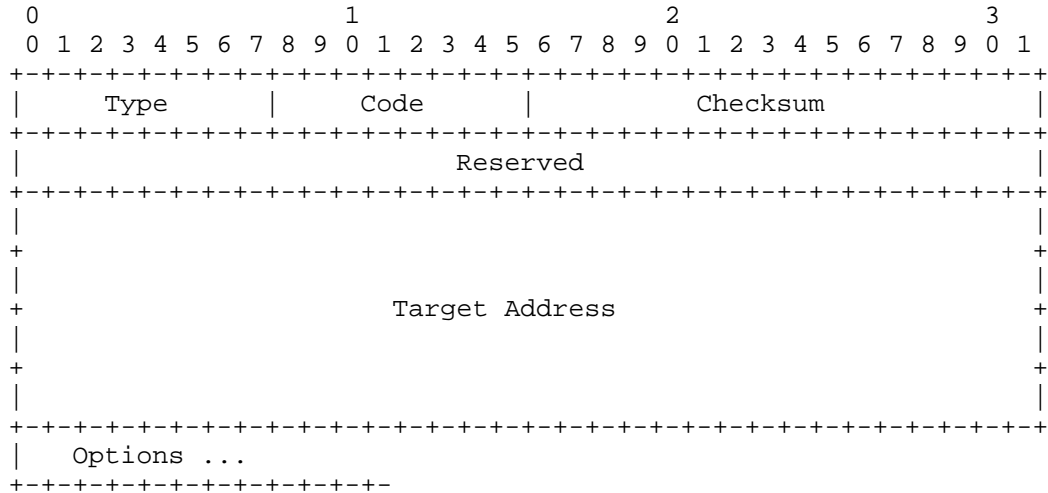 0                   1                   2                   3
 0 1 2 3 4 5 6 7 8 9 0 1 2 3 4 5 6 7 8 9 0 1 2 3 4 5 6 7 8 9 0 1
+-+-+-+-+-+-+-+-+-+-+-+-+-+-+-+-+-+-+-+-+-+-+-+-+-+-+-+-+-+-+-+-+
|     Type      |     Code      |          Checksum             |
+-+-+-+-+-+-+-+-+-+-+-+-+-+-+-+-+-+-+-+-+-+-+-+-+-+-+-+-+-+-+-+-+
|                           Reserved                            |
+-+-+-+-+-+-+-+-+-+-+-+-+-+-+-+-+-+-+-+-+-+-+-+-+-+-+-+-+-+-+-+-+
|                                                               |
+                                                               +
|                                                               |
+                       Target Address                          +
|                                                               |
+                                                               +
|                                                               |
+-+-+-+-+-+-+-+-+-+-+-+-+-+-+-+-+-+-+-+-+-+-+-+-+-+-+-+-+-+-+-+-+
|   Options ...
+-+-+-+-+-+-+-+-+-+-+-+-